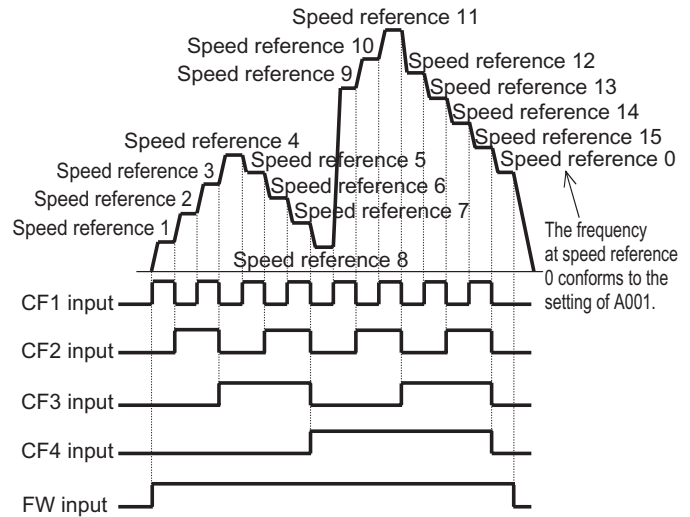 Speed reference 11
Speed reference 10
Speed reference 9
Speed reference 12
Speed reference 13
Speed reference 14
Speed reference 15
Speed reference 0
Speed reference 4
Speed reference 3
Speed reference 2
Speed reference 1
Speed reference 5
Speed reference 6
Speed reference 7
Speed reference 8
The frequency
at speed reference
0 conforms to the
setting of A001.
CF1 input
CF2 input
CF3 input
CF4 input
FW input